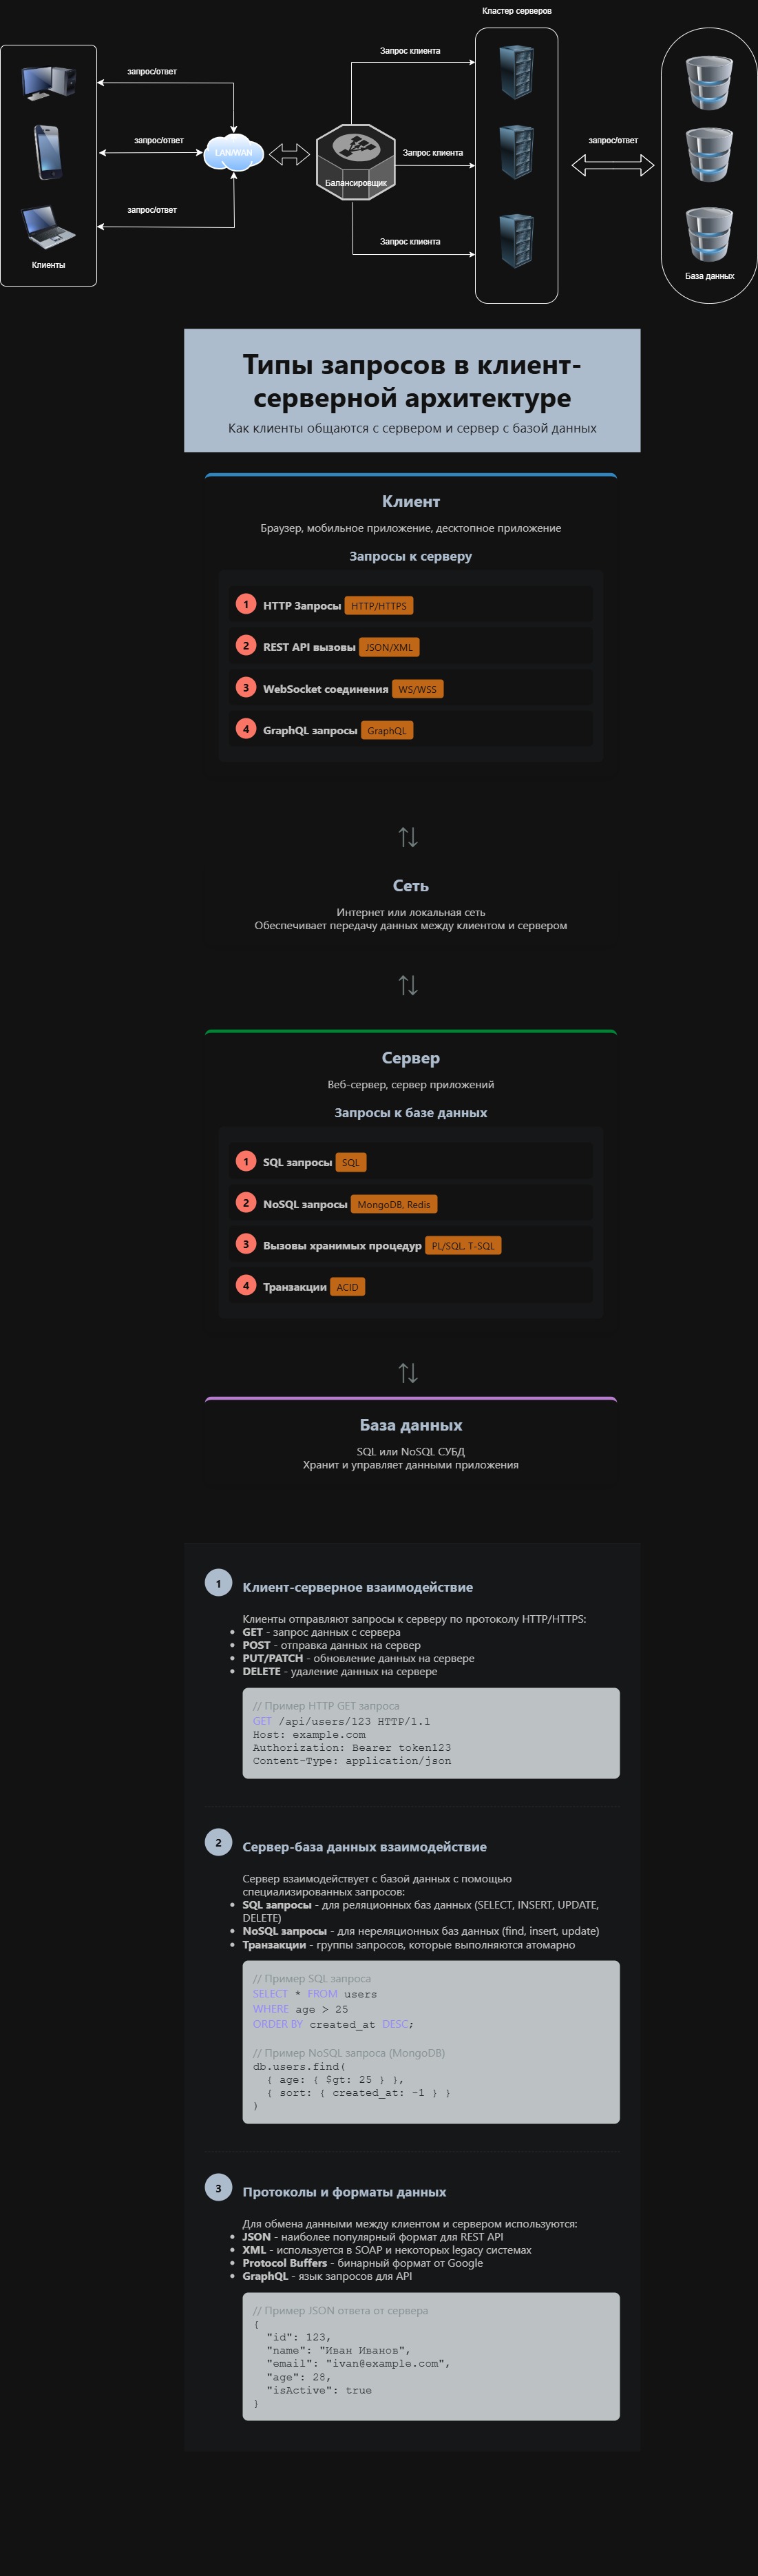 Кластер серверов
запрос/ответ
запрос/ответ
запрос/ответ
Клиенты
LAN/WAN
Балансировщик
Запрос клиента
Запрос клиента
Запрос клиента
запрос/ответ
База данных
Типы запросов в клиент-
серверной архитектуре
Как клиенты общаются с сервером и сервер с базой данных
Клиент
Браузер, мобильное приложение, десктопное приложение
Запросы к серверу
1 HTTP Запросы HTTP/HTTPS
2 REST API вызовы JSON/XML
3 WebSocket соединения WS/WSS
4 GraphQL запросы GraphQL
Сеть
Интернет или локальная сеть
Обеспечивает передачу данных между клиентом и сервером
Сервер
Веб-сервер, сервер приложений
Запросы к базе данных
1 SQL запросы SQL
2 NoSQL запросы MongoDB, Redis
3 Вызовы хранимых процедур PL/SQL, T-SQL
4 Транзакции ACID
База данных
SQL или NoSQL СУБД
Хранит и управляет данными приложения
1 Клиент-серверное взаимодействие
Клиенты отправляют запросы к серверу по протоколу HTTP/HTTPS:
• GET - запрос данных с сервера
• POST - отправка данных на сервер
• PUT/PATCH - обновление данных на сервере
• DELETE - удаление данных на сервере
// Пример HTTP GET запроса
GET /api/users/123 HTTP/1.1
Host: example.com
Authorization: Bearer token123
Content-Type: application/json
2 Сервер-база данных взаимодействие
Сервер взаимодействует с базой данных с помощью
специализированных запросов:
• SQL запросы - для реляционных баз данных (SELECT, INSERT, UPDATE,
DELETE)
• NoSQL запросы - для нереляционных баз данных (find, insert, update)
• Транзакции - группы запросов, которые выполняются атомарно
// Пример SQL запроса
SELECT * FROM users
WHERE age > 25
ORDER BY created_at DESC;
// Пример NoSQL запроса (MongoDB)
db.users.find(
{ age: { $gt: 25 } },
{ sort: { created_at: -1 } }
)
3 Протоколы и форматы данных
Для обмена данными между клиентом и сервером используются:
• JSON - наиболее популярный формат для REST API
• XML - используется в SOAP и некоторых legacy системах
• Protocol Buffers - бинарный формат от Google
• GraphQL - язык запросов для API
// Пример JSON ответа от сервера
{
"id": 123,
"name": "Иван Иванов",
"email": "ivan@example.com",
"age": 28,
"isActive": true
}